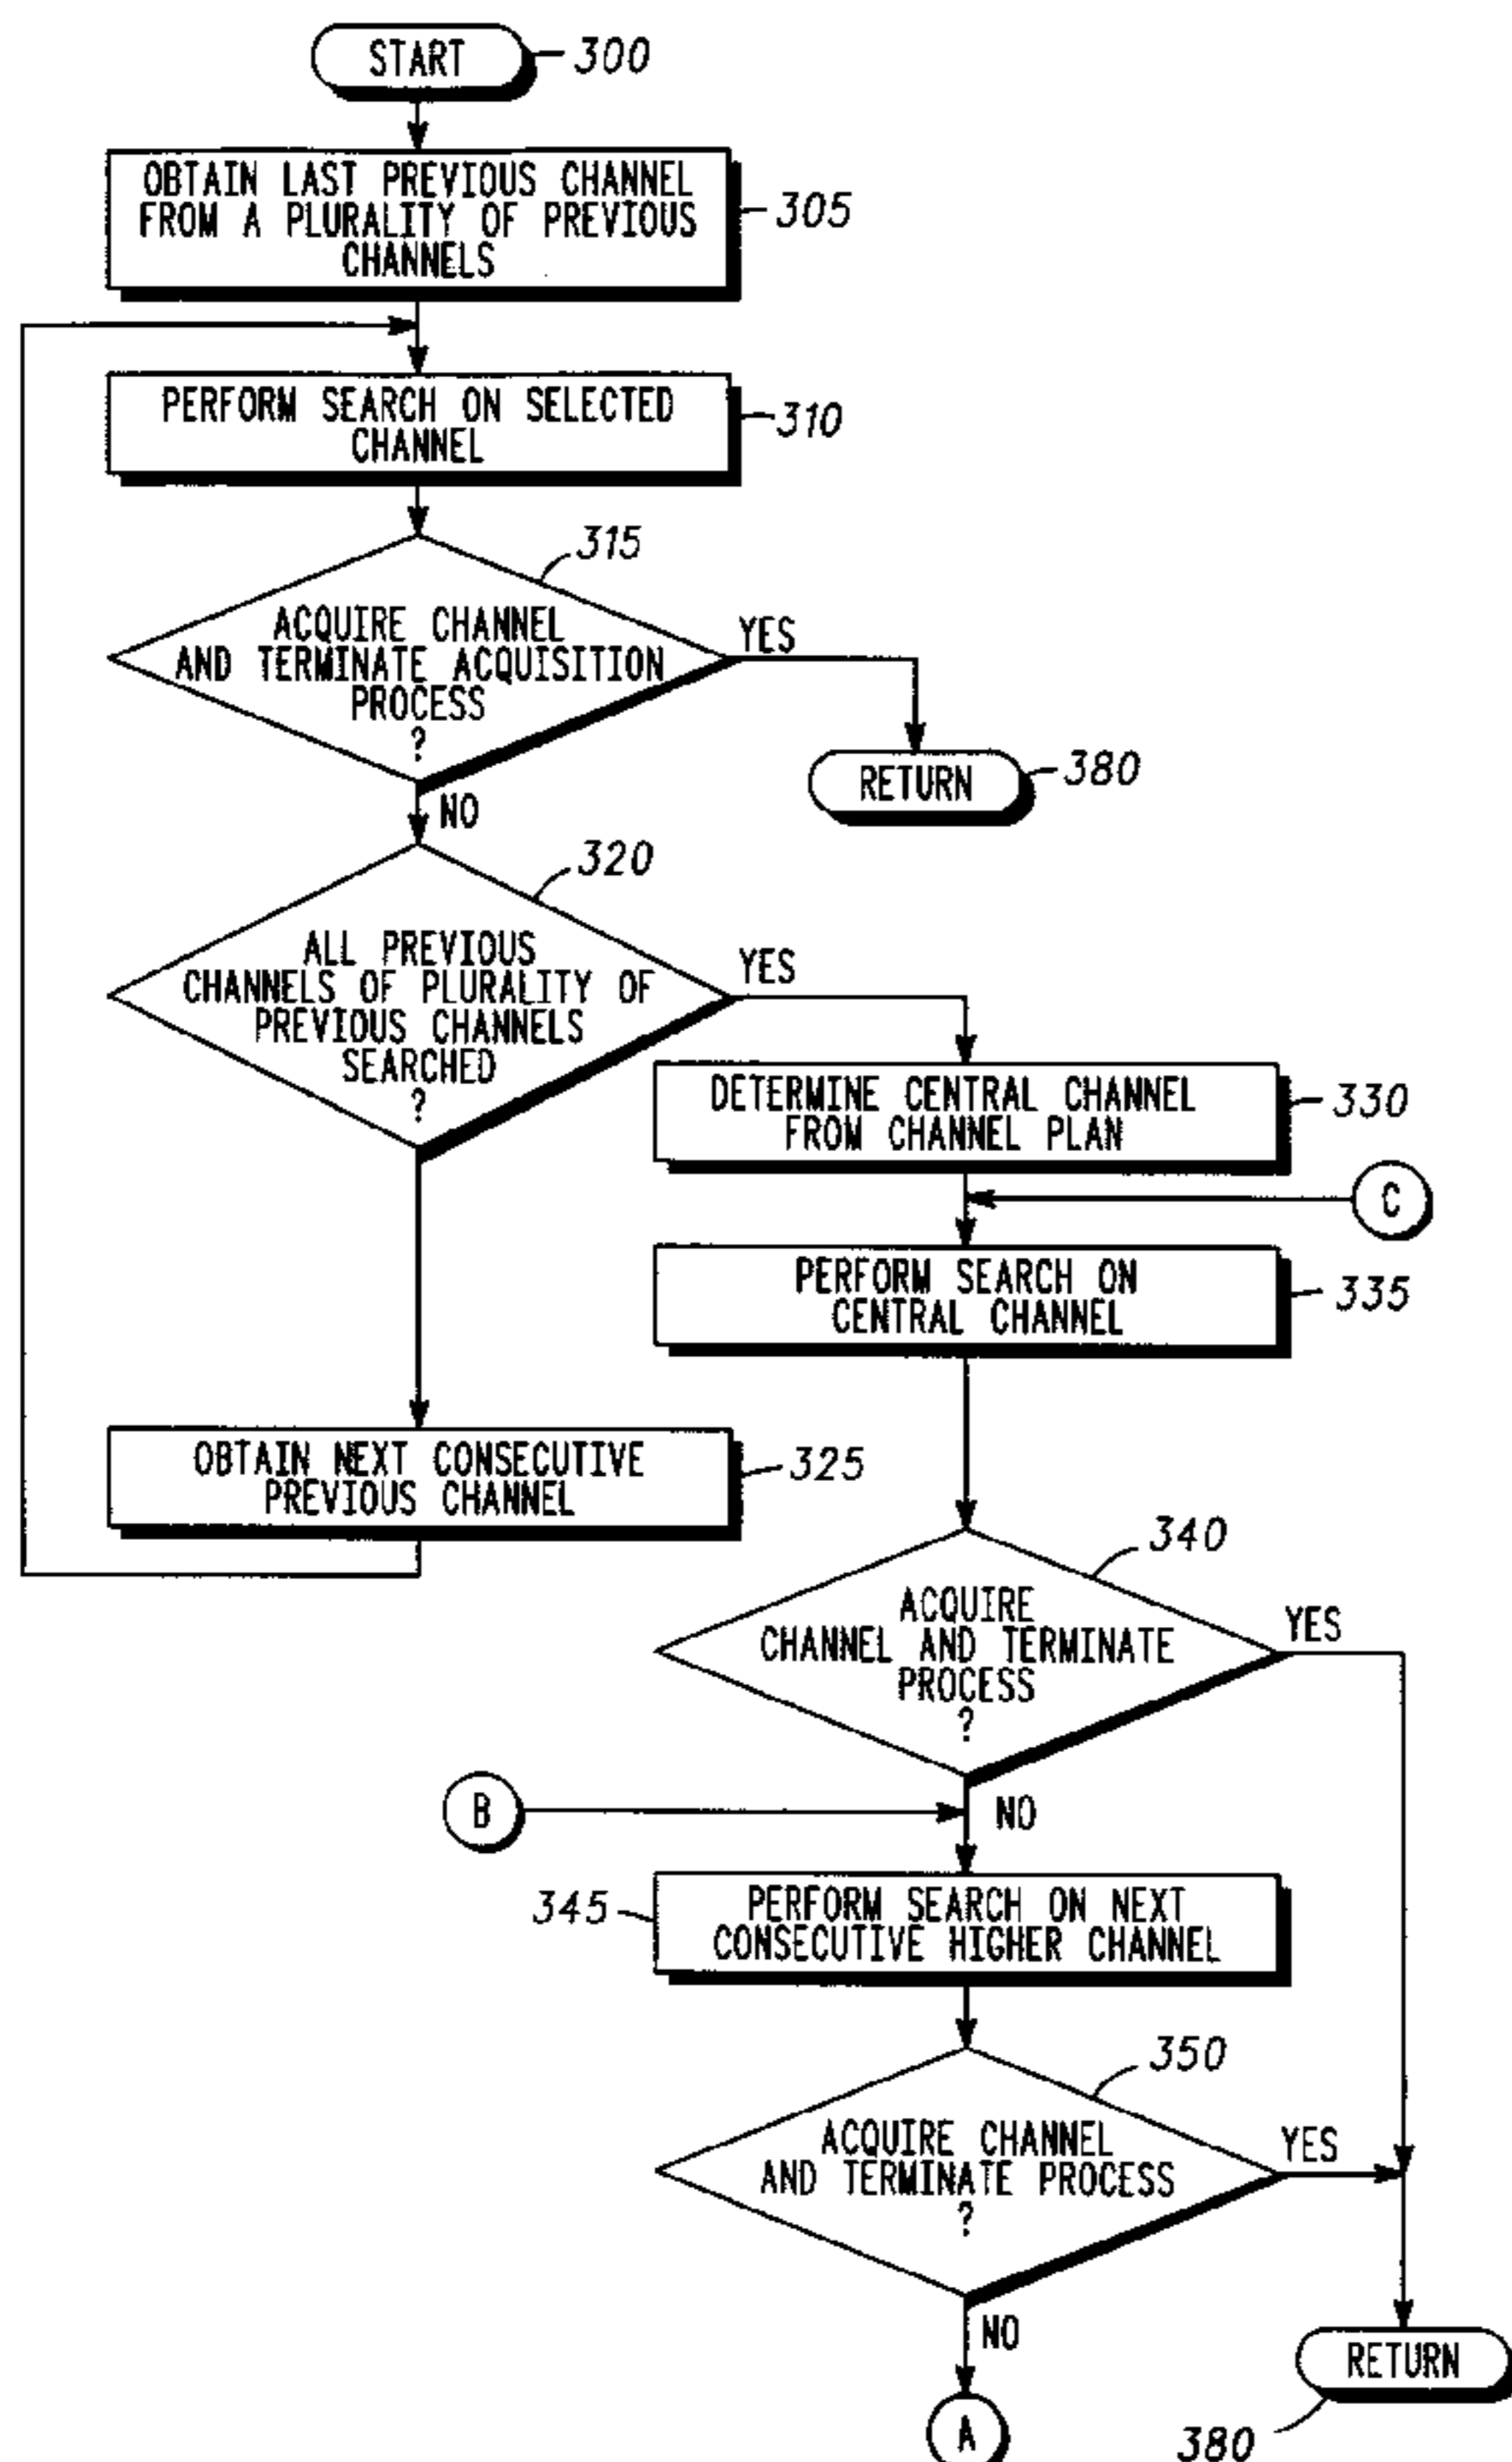 START
300
OBTAIN LAST PREVIOUS CHANNEL
FROM A PLURALITY OF PREVIOUS
CHANNELS
305
PERFORM SEARCH ON SELECTED
CHANNEL
310
315
ACQUIRE CHANNEL
AND TERMINATE ACQUISITION
PROCESS
?
YES
RETURN
380
NO
320
ALL PREVIOUS
CHANNELS OF PLURALITY OF
PREVIOUS CHANNELS
SEARCHED
?
YES
DETERMINE CENTRAL CHANNEL
FROM CHANNEL PLAN
330
C
PERFORM SEARCH ON
CENTRAL CHANNEL
335
OBTAIN NEXT CONSECUTIVE
PREVIOUS CHANNEL
325
340
ACQUIRE
CHANNEL AND TERMINATE
PROCESS
?
YES
B
NO
345
PERFORM SEARCH ON NEXT
CONSECUTIVE HIGHER CHANNEL
350
ACQUIRE CHANNEL
AND TERMINATE PROCESS
?
YES
NO
RETURN
380
A